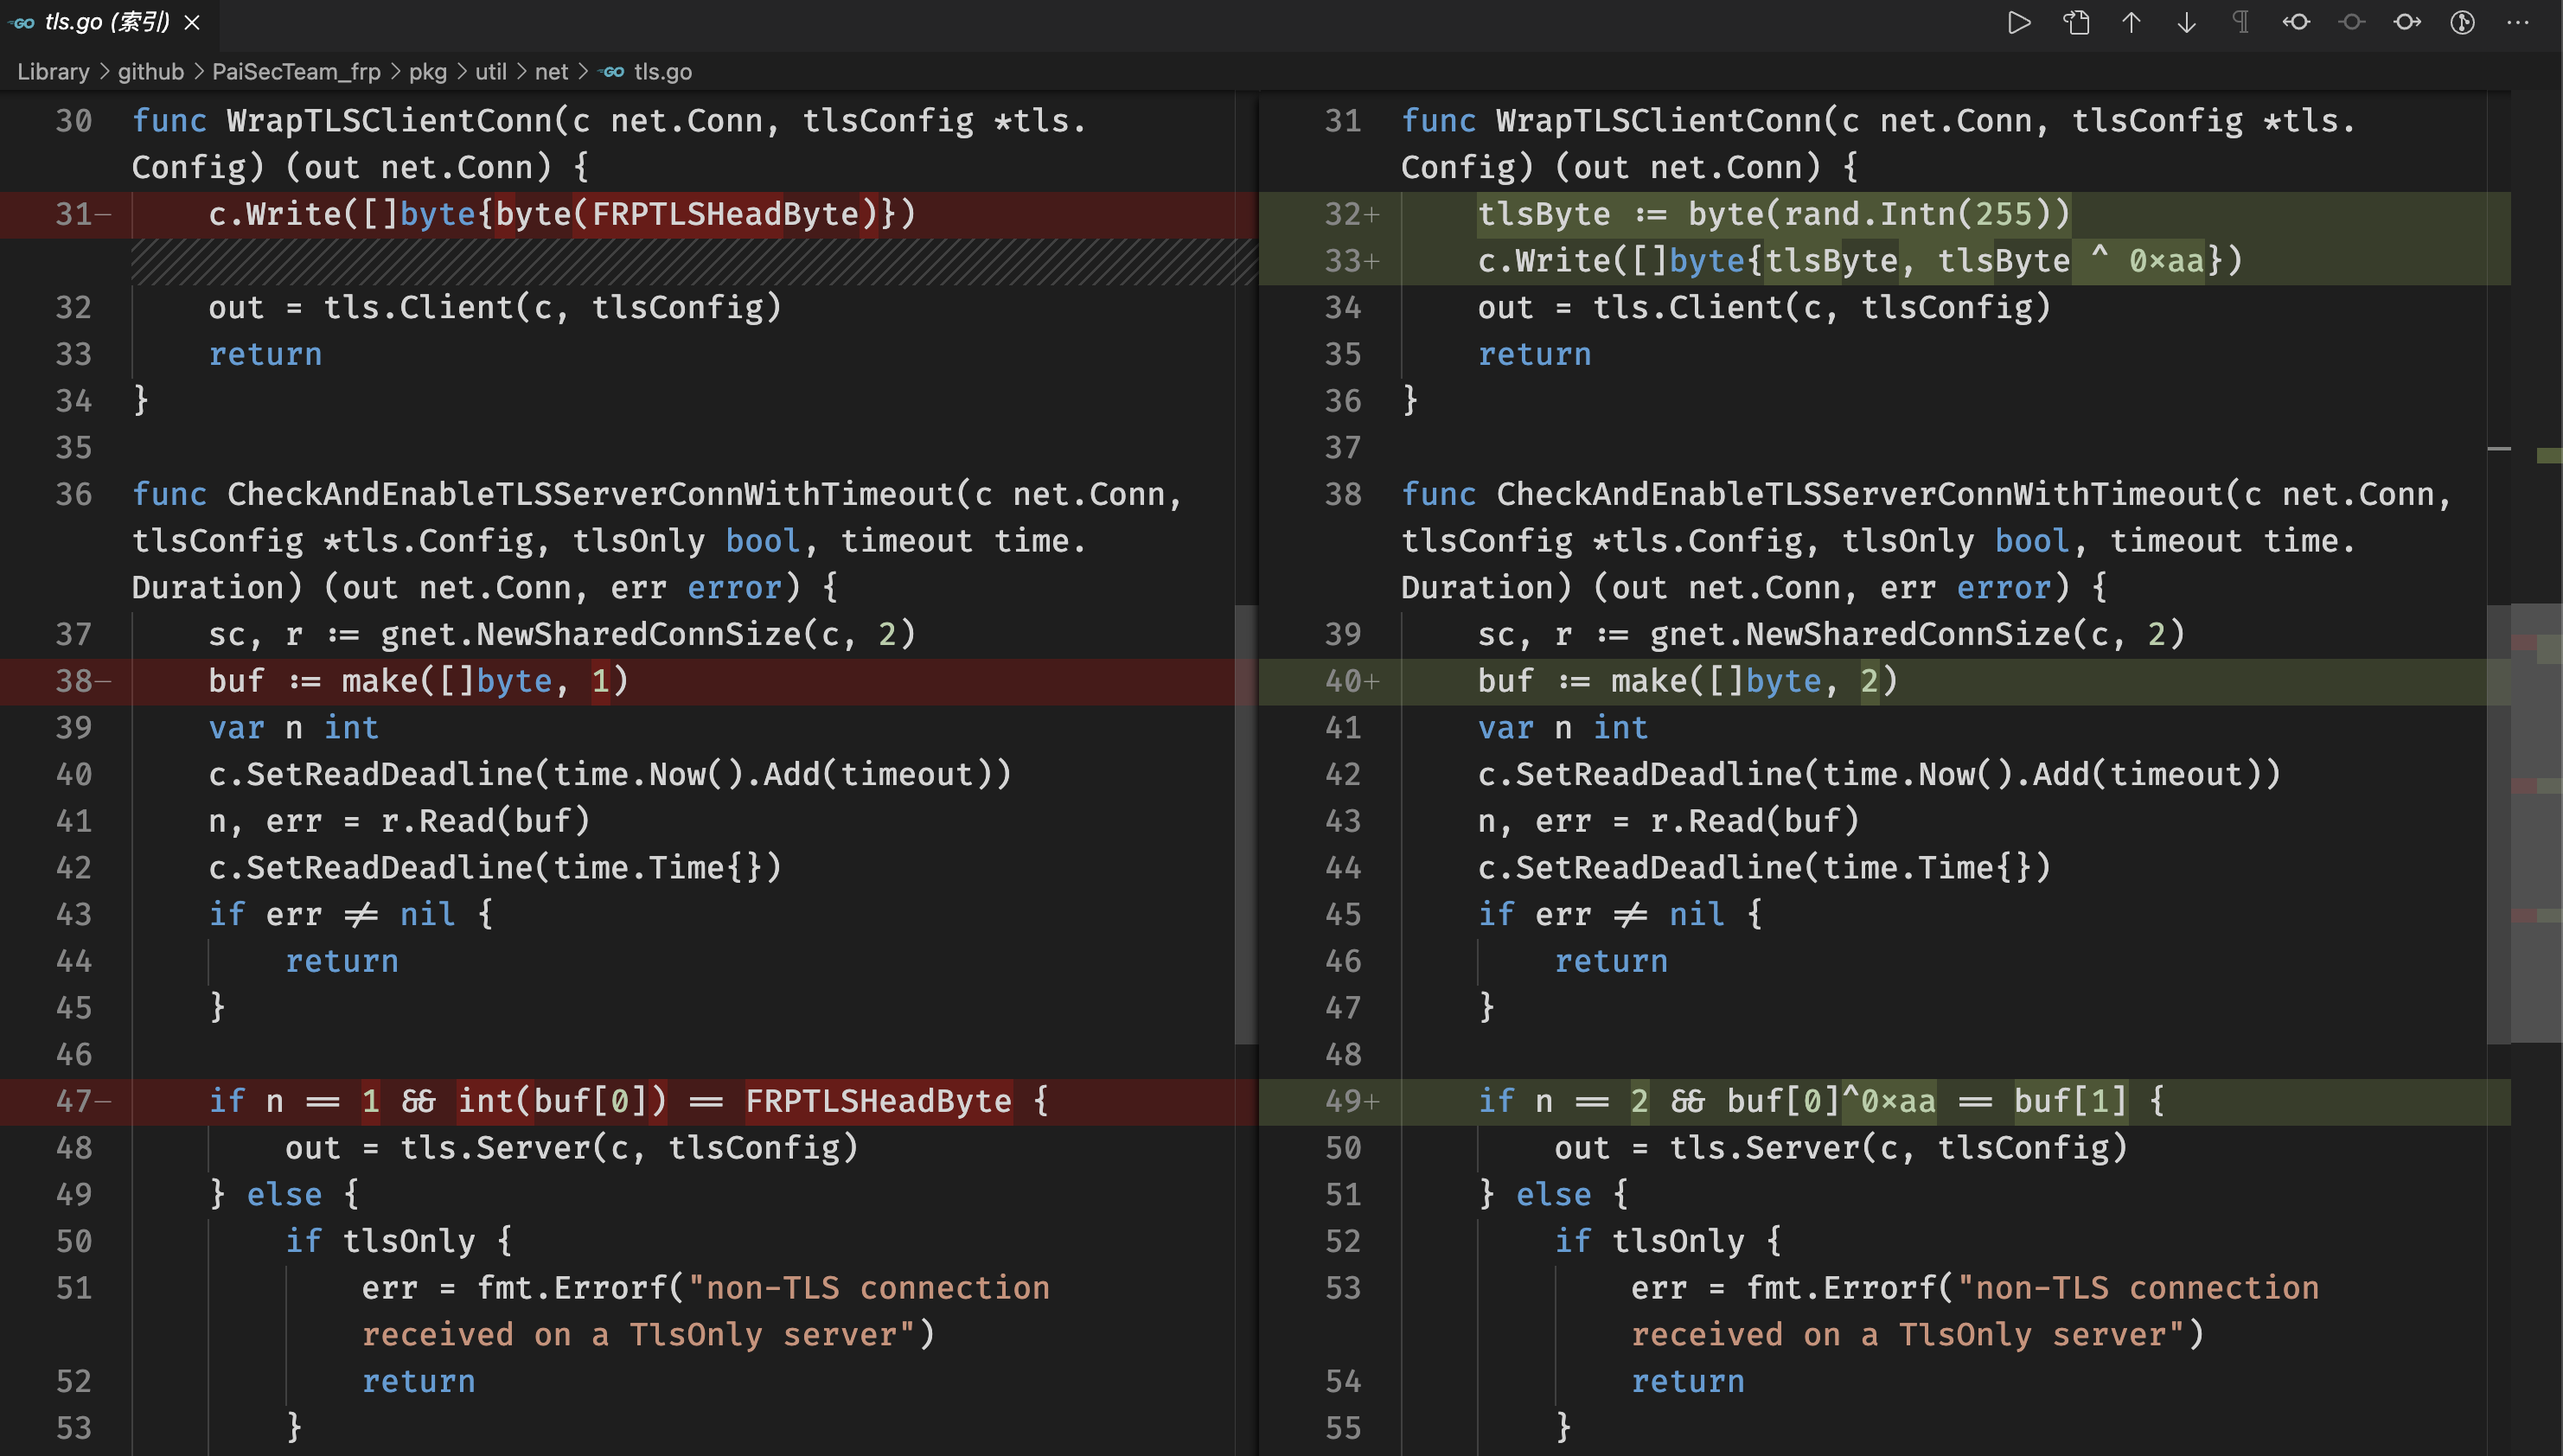 GO tls.go (索引)
Library > github > PaiSecTeam_frp > pkg > util > net > GO tls.go
30 func WrapTLSClientConn(c net.Conn, tlsConfig *tls.
Config) (out net.Conn) {
31— c.Write([]byte{byte(FRPTLSHeadByte)})
32 out = tls.Client(c, tlsConfig)
33 return
34 }
35
36 func CheckAndEnableTLSServerConnWithTimeout(c net.Conn,
tlsConfig *tls.Config, tlsOnly bool, timeout time.
Duration) (out net.Conn, err error) {
37 sc, r := gnet.NewSharedConnSize(c, 2)
38— buf := make([]byte, 1)
39 var n int
40 c.SetReadDeadline(time.Now().Add(timeout))
41 n, err = r.Read(buf)
42 c.SetReadDeadline(time.Time{})
43 if err != nil {
44 return
45 }
46
47— if n == 1 && int(buf[0]) == FRPTLSHeadByte {
48 out = tls.Server(c, tlsConfig)
49 } else {
50 if tlsOnly {
51 err = fmt.Errorf("non-TLS connection
received on a TlsOnly server")
52 return
53 }
31 func WrapTLSClientConn(c net.Conn, tlsConfig *tls.
Config) (out net.Conn) {
32+ tlsByte := byte(rand.Intn(255))
33+ c.Write([]byte{tlsByte, tlsByte ^ 0xaa})
34 out = tls.Client(c, tlsConfig)
35 return
36 }
37
38 func CheckAndEnableTLSServerConnWithTimeout(c net.Conn,
tlsConfig *tls.Config, tlsOnly bool, timeout time.
Duration) (out net.Conn, err error) {
39 sc, r := gnet.NewSharedConnSize(c, 2)
40+ buf := make([]byte, 2)
41 var n int
42 c.SetReadDeadline(time.Now().Add(timeout))
43 n, err = r.Read(buf)
44 c.SetReadDeadline(time.Time{})
45 if err != nil {
46 return
47 }
48
49+ if n == 2 && buf[0]^0xaa == buf[1] {
50 out = tls.Server(c, tlsConfig)
51 } else {
52 if tlsOnly {
53 err = fmt.Errorf("non-TLS connection
received on a TlsOnly server")
54 return
55 }